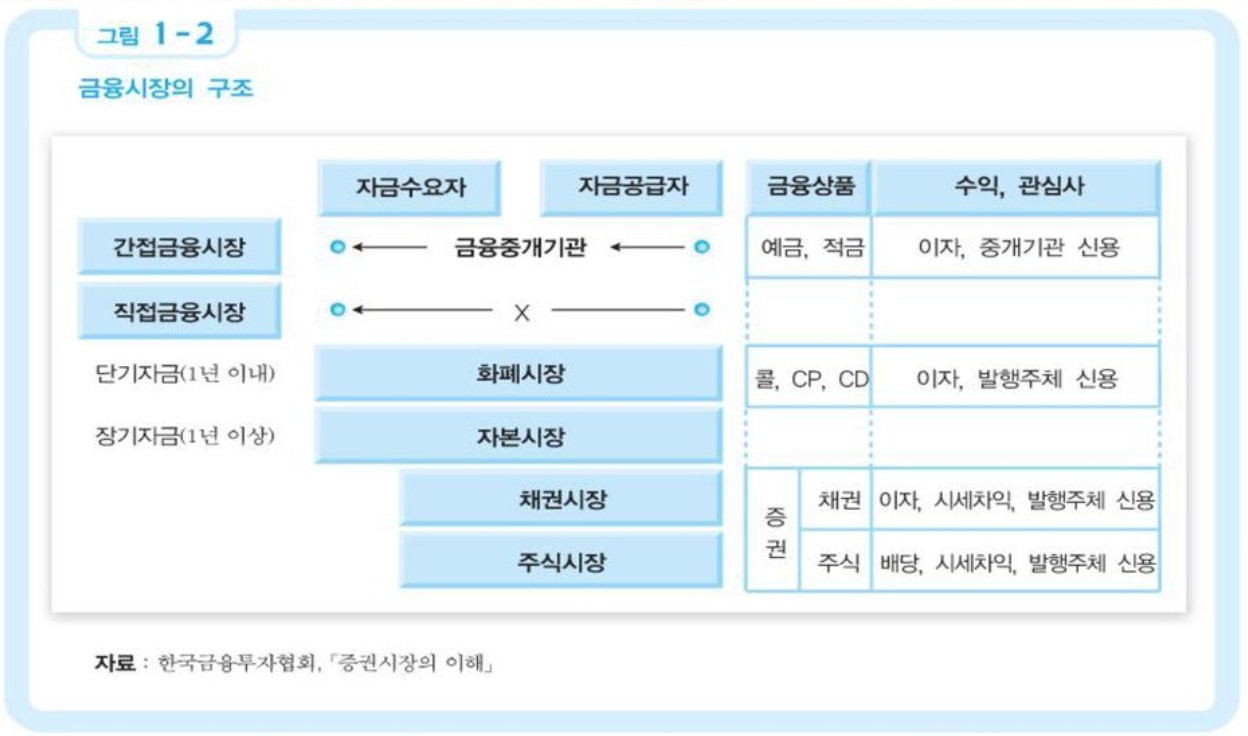 그림 1-2
금융시장의 구조
자금수요자 자금공급자 금융상품 수익, 관심사
간접금융시장 금융중개기관 예금, 적금 이자, 중개기관 신용
직접금융시장 X
단기자금(1년 이내) 화폐시장 콜, CP, CD 이자, 발행주체 신용
장기자금(1년 이상) 자본시장
채권시장 증권 채권 이자, 시세차익, 발행주체 신용
주식시장 주식 배당, 시세차익, 발행주체 신용
자료 : 한국금융투자협회, 「증권시장의 이해」